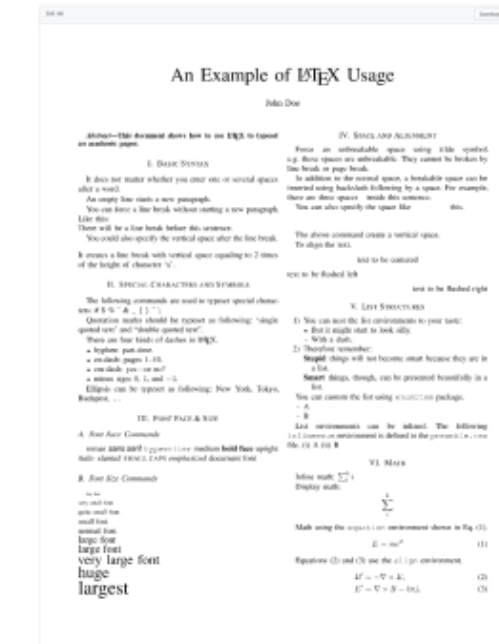 An Example of LATEX Usage
John Doe
Abstract—This document shows how to use LATEX to typeset
an academic paper.
I. BASIC SYNTAX
It does not matter whether you enter one or several spaces
after a word.
An empty line starts a new paragraph.
You can force a line break without starting a new paragraph.
Like this:
There will be a line break before this sentence.
You could also specify the vertical space after the line break.
It creates a line break with vertical space equaling to 2 times
of the height of character 'x'.
II. SPECIAL CHARACTERS AND SYMBOLS
The following commands are used to typeset special charac-
ters: # $ % & _ { }
Quotation marks should be typeset as following: 'single
quoted text' and "double quoted text".
There are four kinds of dashes in LATEX.
• hyphen: part-time.
• en-dash: pages 1–10.
• em-dash: yes—or no?
• minus sign: 0, 1, and −1.
Ellipsis can be typeset as following: New York, Tokyo,
Budapest, ...
III. FONT FACE & SIZE
A. Font Face Commands
roman sans serif typewriter medium bold face upright
italic slanted SMALL CAPS emphasized document font
B. Font Size Commands
very small font
quite small font
small font
normal font
large font
large font
very large font
huge
largest
IV. SPACE AND ALIGNMENT
Force an unbreakable space using tilde symbol.
e.g. these spaces are unbreakable. They cannot be broken by
line break or page break.
In addition to the normal space, a breakable space can be
inserted using backslash following by a space. For example,
there are three spaces inside this sentence.
You can also specify the space like this.
The above command create a vertical space.
To align the text.
text to be centered
text to be flushed left
text to be flushed right
V. LIST STRUCTURES
1) You can nest the list environments to your taste:
• But it might start to look silly.
– With a dash.
2) Therefore remember:
Stupid things will not become smart because they are in
a list.
Smart things, though, can be presented beautifully in a
list.
You can custom the list using enumitem package.
– A
– B
List environments can be inlined. The following
inlineenum environment is defined in the preamble.tex
file. (i) A (ii) B
VI. MATH
Inline math:
Display math:
Math using the equation environment shown in Eq. (1).
(1)
Equations (2) and (3) use the align environment.
(2)
(3)